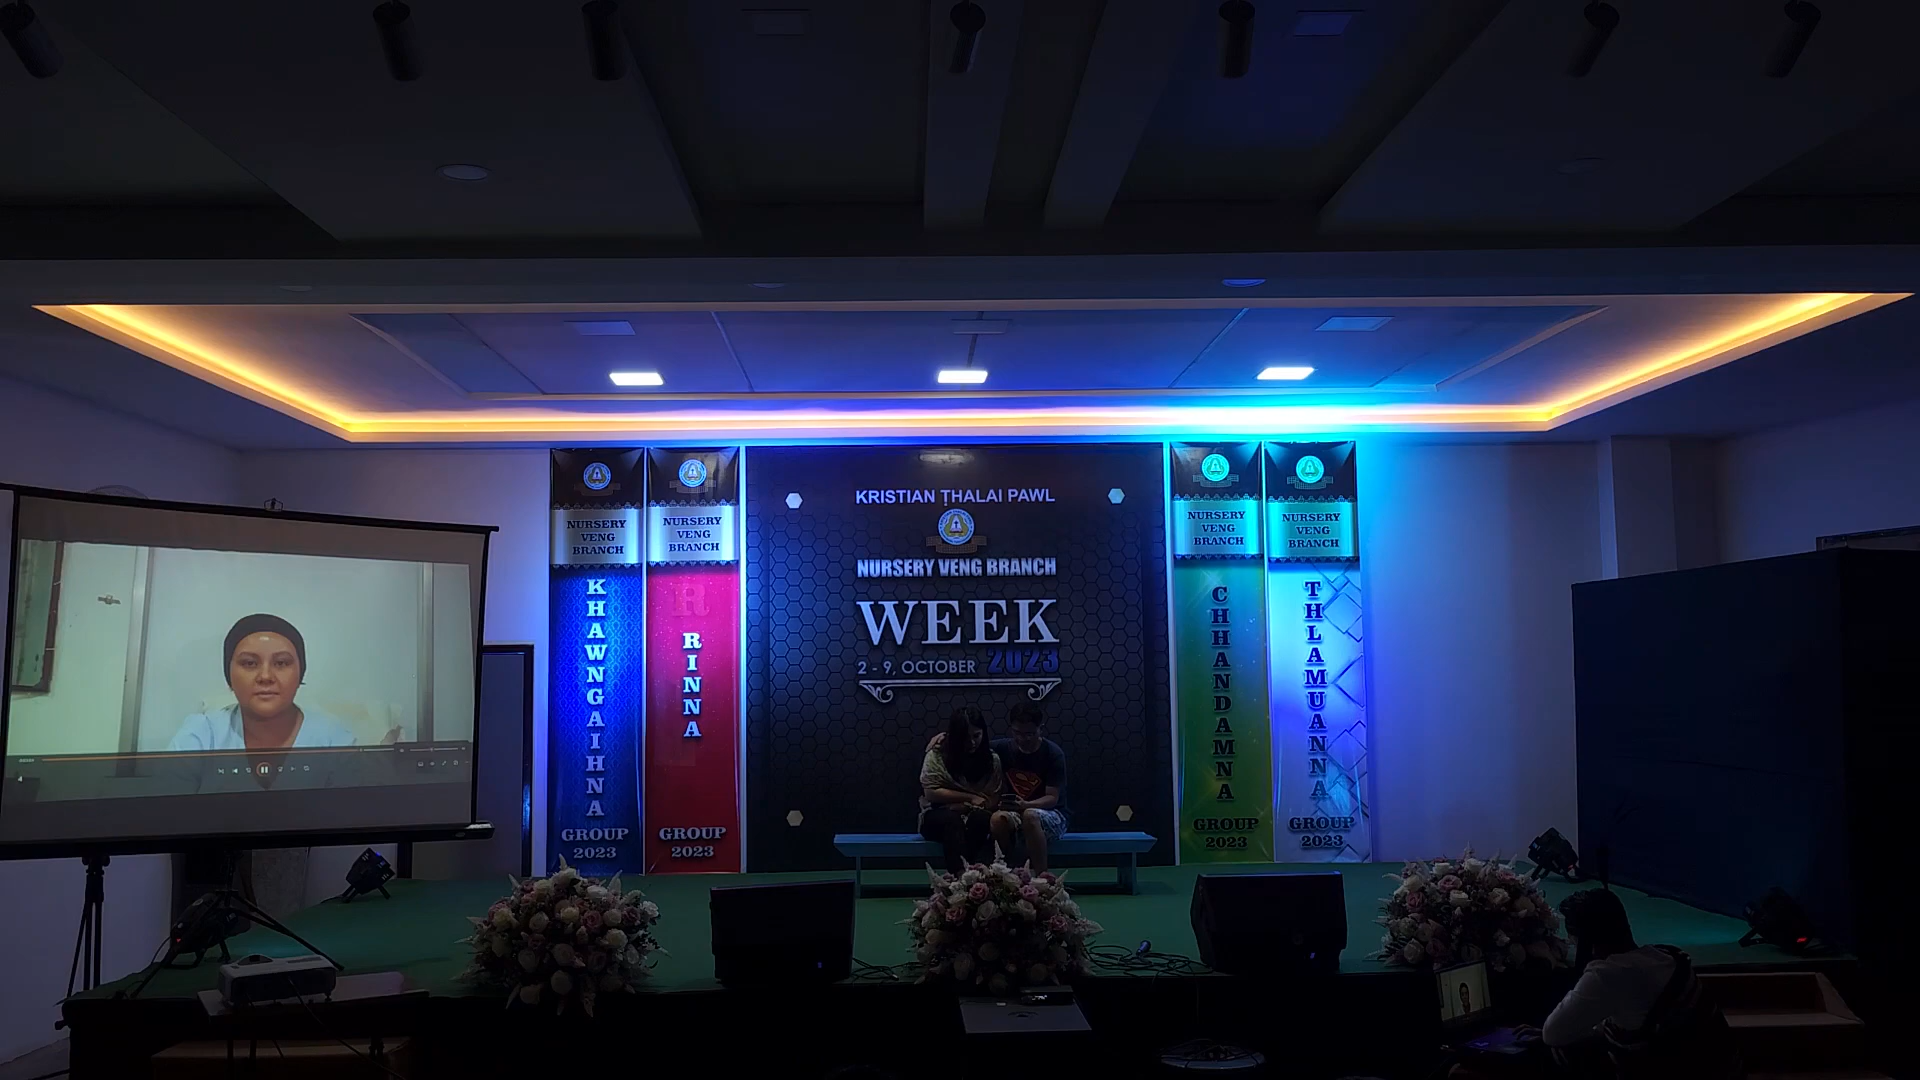 KRISTIAN ṬHALAI PAWL
NURSERY VENG BRANCH
WEEK
2023
2 - 9, OCTOBER
NURSERY
VENG
BRANCH
KHAWNGAIHNA
GROUP
2023
NURSERY
VENG
BRANCH
R
RINNA
GROUP
2023
NURSERY
VENG
BRANCH
CHHANDAMNA
GROUP
2023
NURSERY
VENG
BRANCH
THLAMUANNA
GROUP
2023